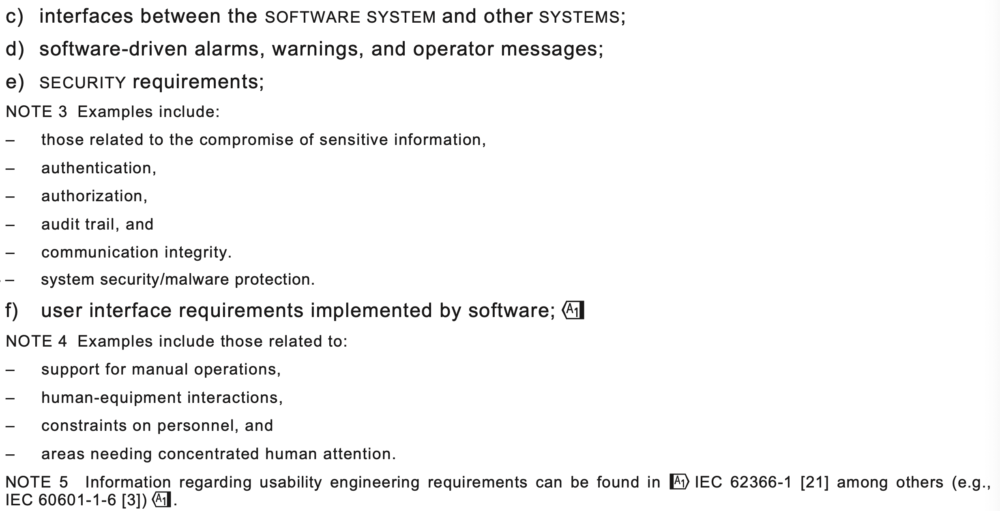 c) interfaces between the SOFTWARE SYSTEM and other SYSTEMS;
d) software-driven alarms, warnings, and operator messages;
e) SECURITY requirements;
NOTE 3 Examples include:
– those related to the compromise of sensitive information,
– authentication,
– authorization,
– audit trail, and
– communication integrity.
– system security/malware protection.
f) user interface requirements implemented by software; A1
NOTE 4 Examples include those related to:
– support for manual operations,
– human-equipment interactions,
– constraints on personnel, and
– areas needing concentrated human attention.
NOTE 5 Information regarding usability engineering requirements can be found in A1 IEC 62366-1 [21] among others (e.g.,
IEC 60601-1-6 [3]) A1.